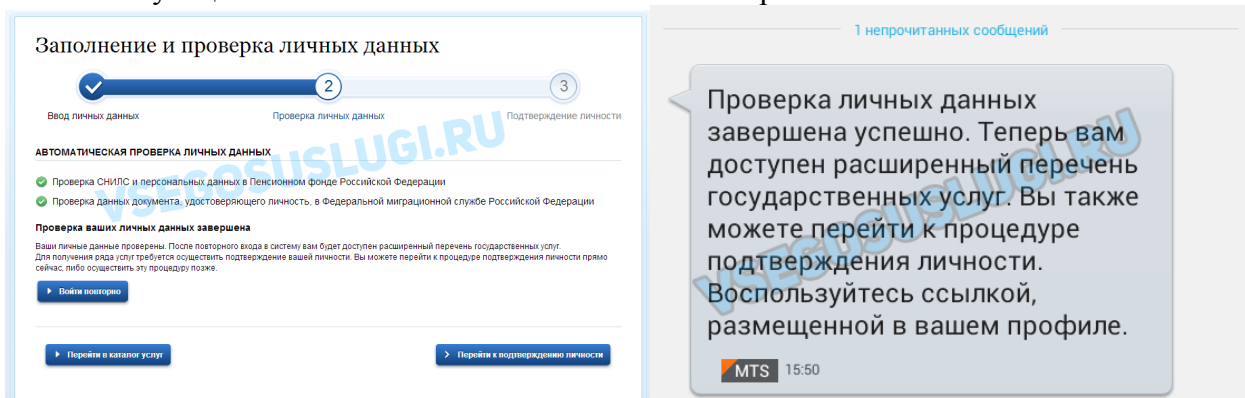 Заполнение и проверка личных данных
2
3
Ввод личных данных
Проверка личных данных
Подтверждение личности
АВТОМАТИЧЕСКАЯ ПРОВЕРКА ЛИЧНЫХ ДАННЫХ
Проверка СНИЛС и персональных данных в Пенсионном фонде Российской Федерации
Проверка данных документа, удостоверяющего личность, в Федеральной миграционной службе Российской Федерации
Проверка ваших личных данных завершена
Ваши личные данные проверены. После повторного входа в систему вам будет доступен расширенный перечень государственных услуг.
Для получения ряда услуг требуется осуществить подтверждение вашей личности. Вы можете перейти к процедуре подтверждения личности прямо
сейчас, либо осуществить эту процедуру позже.
Войти повторно
Перейти в каталог услуг
Перейти к подтверждению личности
VSEGOSUSLUGI.RU
1 непрочитанных сообщений
Проверка личных данных
завершена успешно. Теперь вам
доступен расширенный перечень
государственных услуг. Вы также
можете перейти к процедуре
подтверждения личности.
Воспользуйтесь ссылкой,
размещенной в вашем профиле.
MTS 15:50
VSEGOSUSLUGI.RU